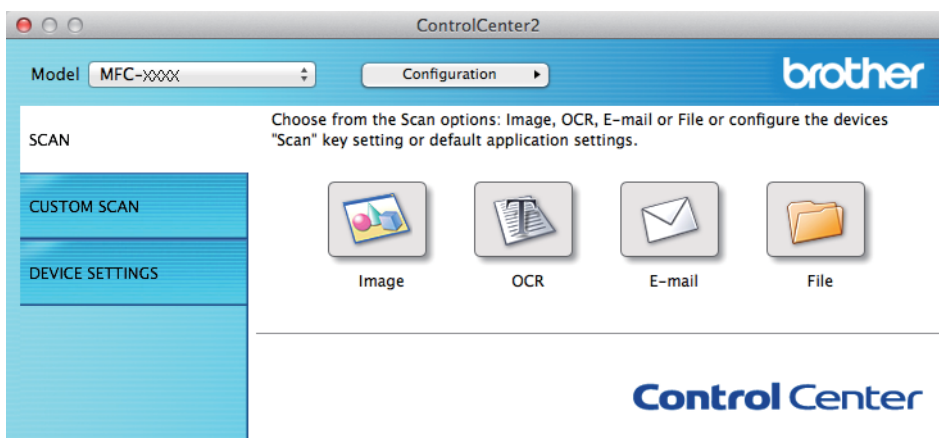 ControlCenter2
Model MFC-XXXX Configuration
brother
SCAN
Choose from the Scan options: Image, OCR, E-mail or File or configure the devices
"Scan" key setting or default application settings.
CUSTOM SCAN
DEVICE SETTINGS
Image OCR E-mail File
Control Center